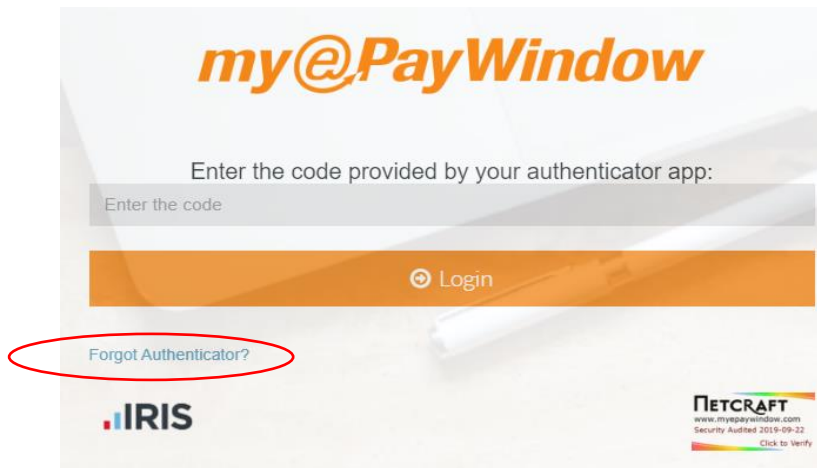 my@PayWindow
Enter the code provided by your authenticator app:
Enter the code
Login
Forgot Authenticator?
IRIS
NETCRAFT
www.myepaywindow.com
Security Audited 2019-09-22
Click to Verify